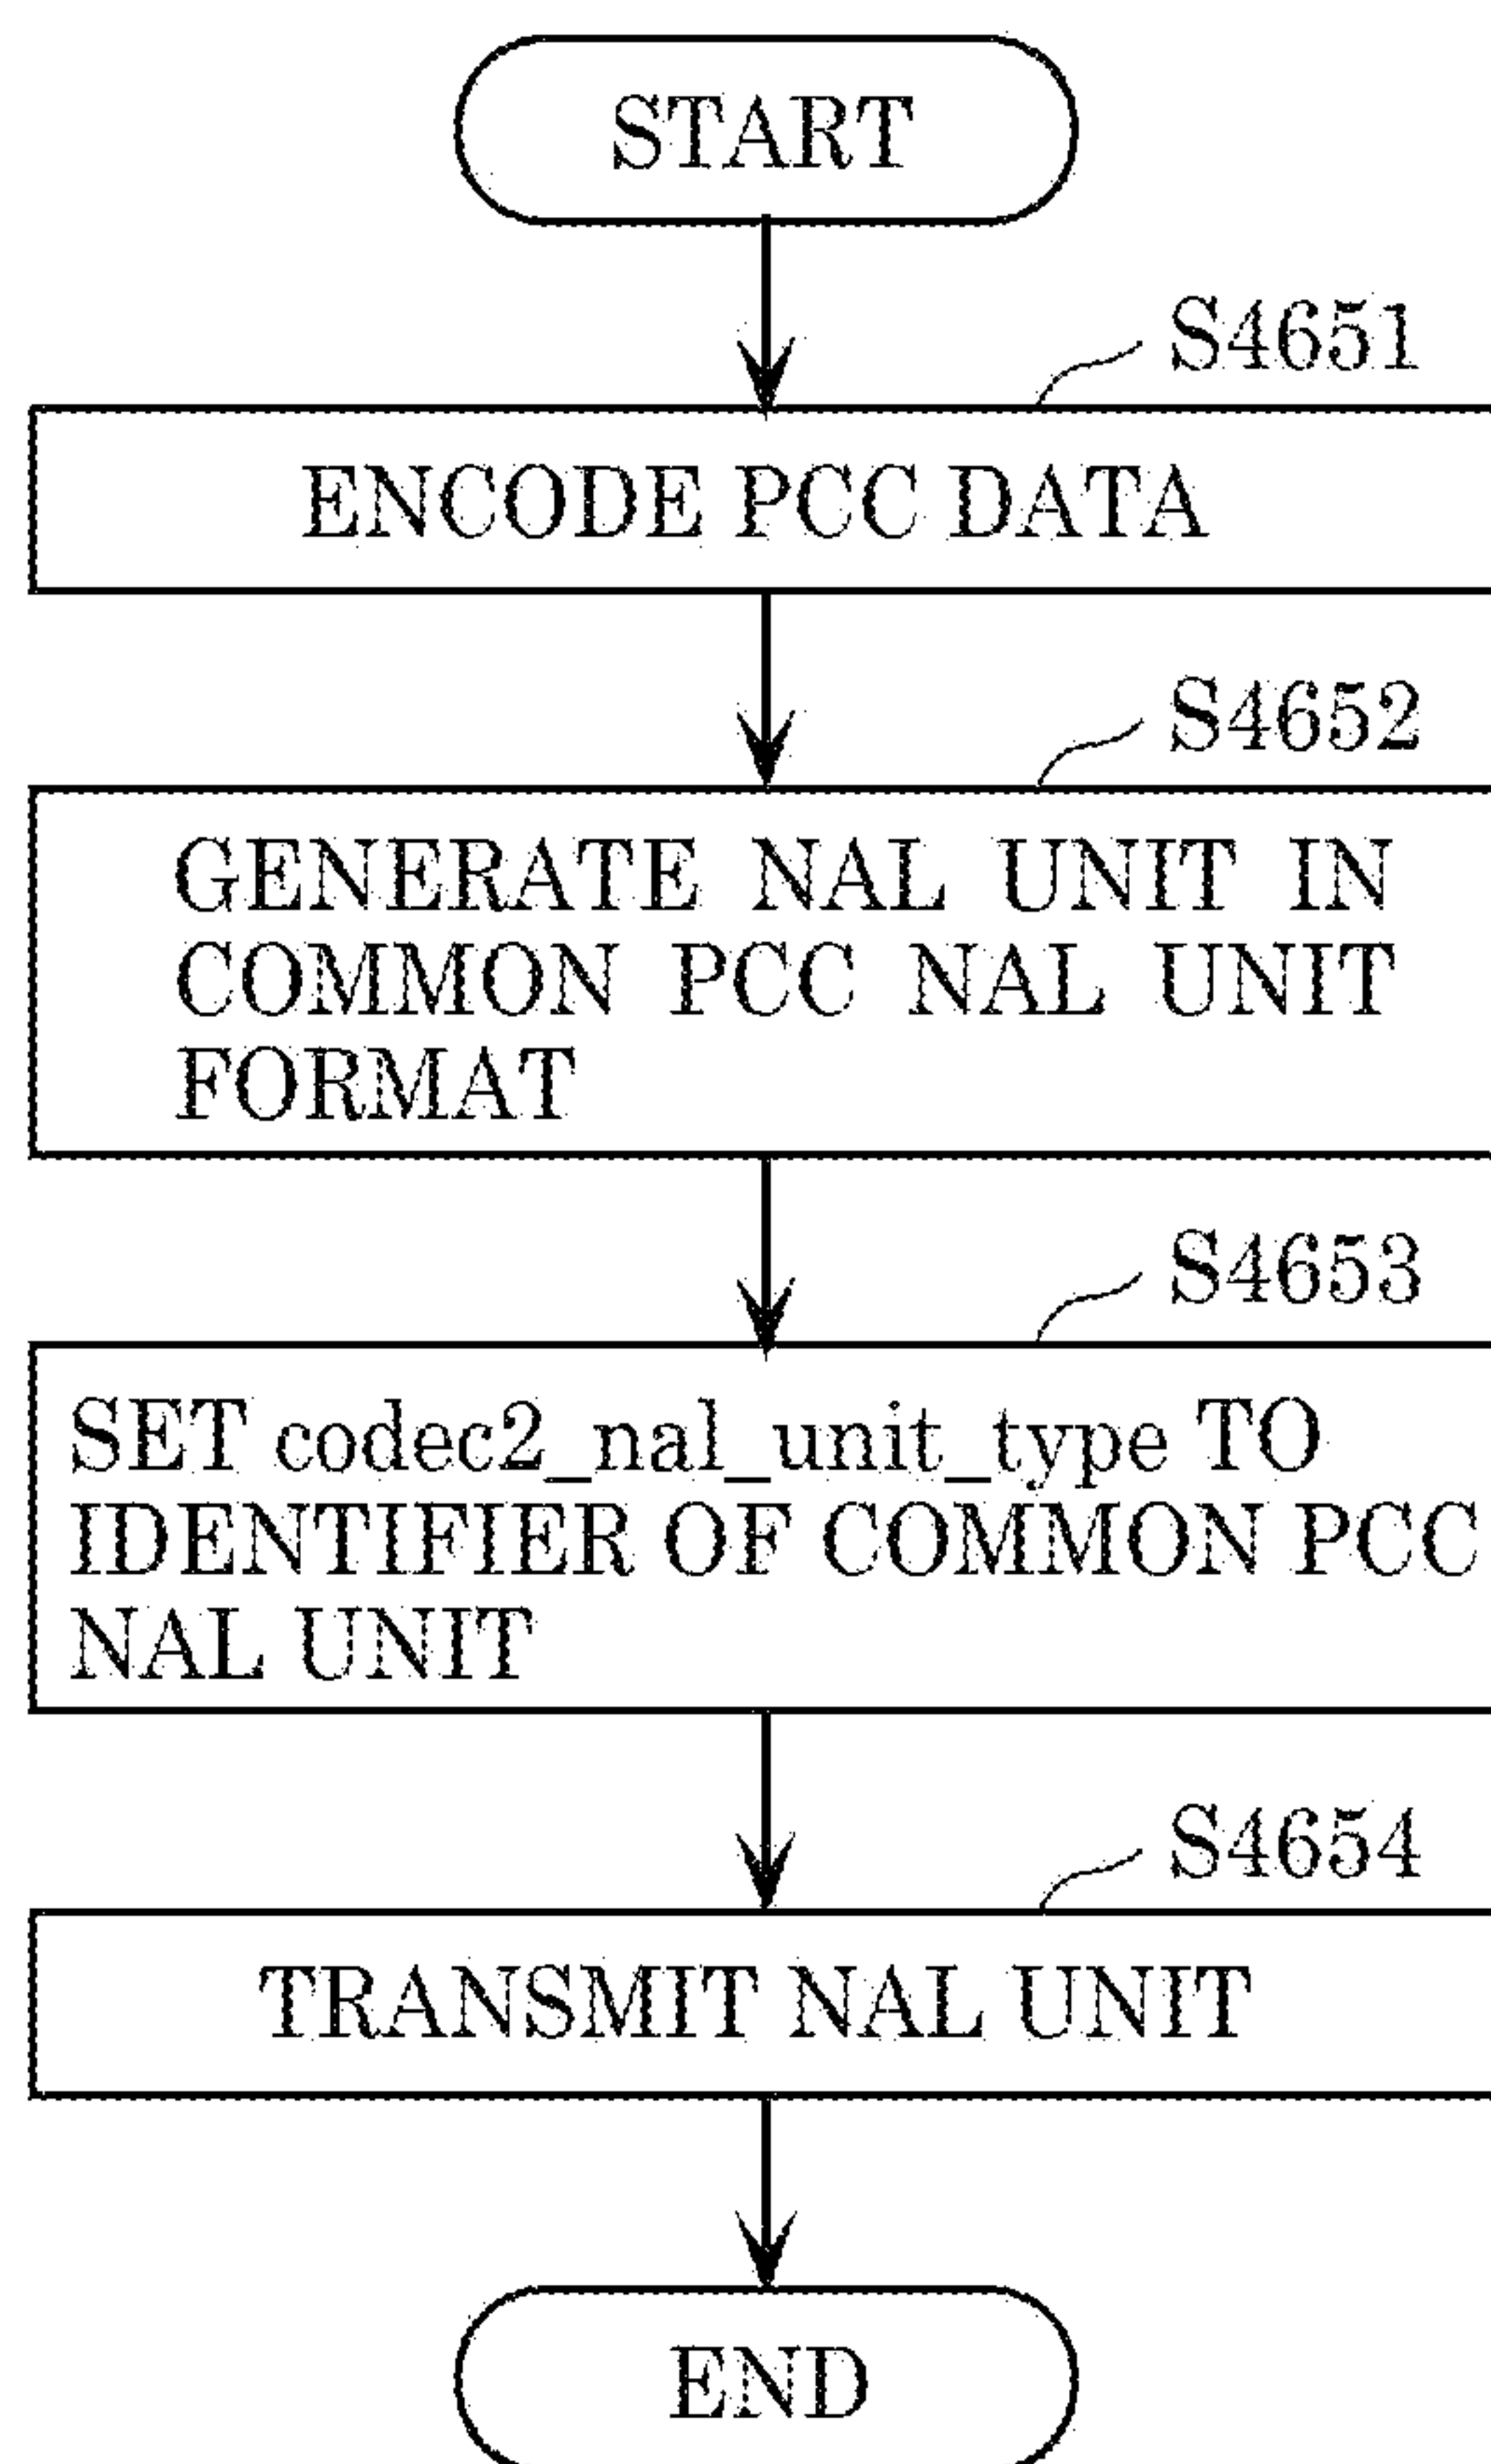 START
S4651
ENCODE PCC DATA
S4652
GENERATE NAL UNIT IN
COMMON PCC NAL UNIT
FORMAT
S4653
SET codec2_nal_unit_type TO
IDENTIFIER OF COMMON PCC
NAL UNIT
S4654
TRANSMIT NAL UNIT
END